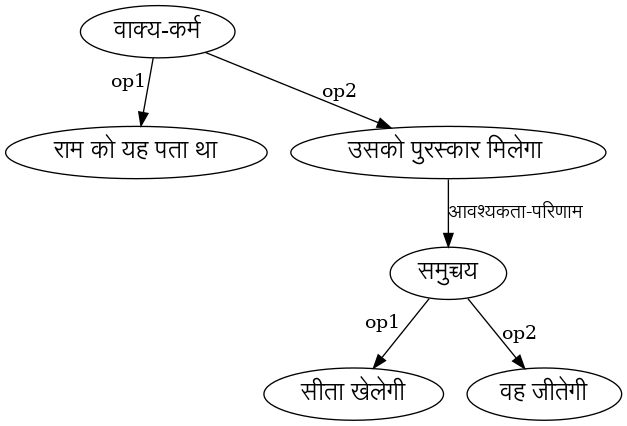 वाक्य-कर्म
op1
op2
राम को यह पता था
उसको पुरस्कार मिलेगा
आवश्यकता-परिणाम
समुच्चय
op1
op2
सीता खेलेगी
वह जीतेगी